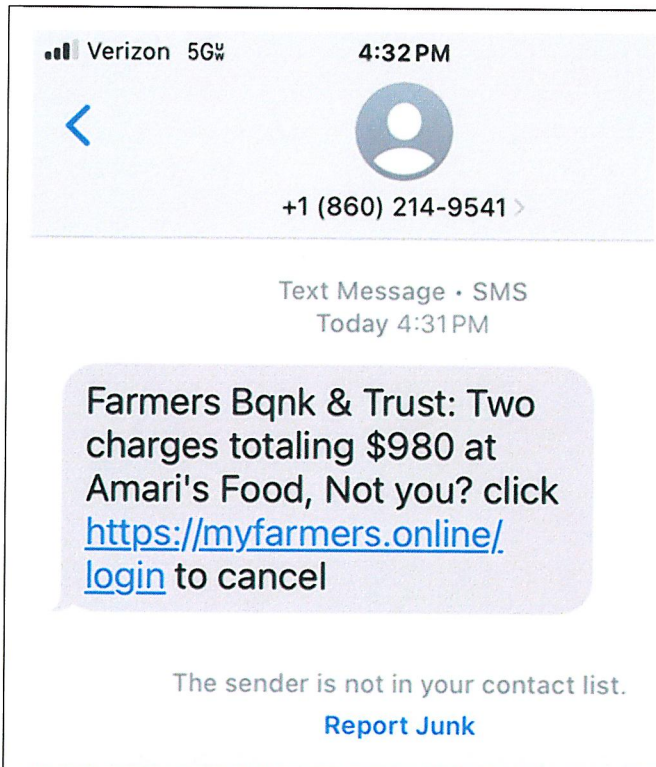 Verizon 5GUW 4:32 PM
+1 (860) 214-9541 >
Text Message • SMS
Today 4:31 PM
Farmers Bqnk & Trust: Two
charges totaling $980 at
Amari's Food, Not you? click
https://myfarmers.online/
login to cancel
The sender is not in your contact list.
Report Junk